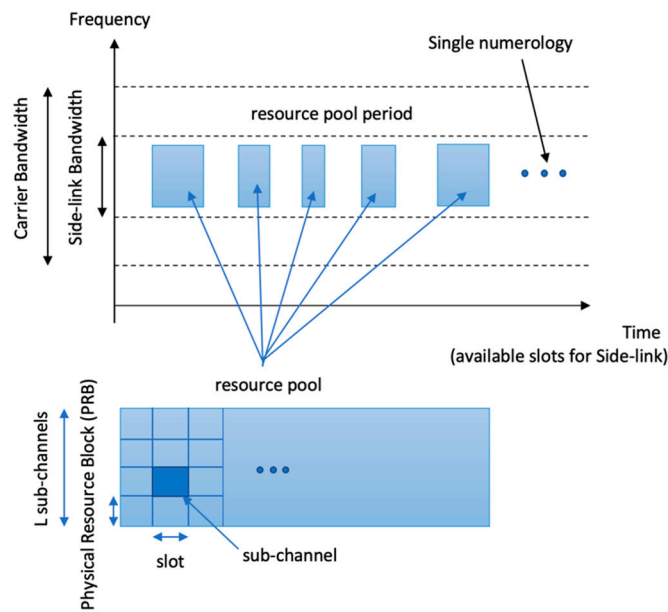 Frequency
Single numerology
resource pool period
Carrier Bandwidth
Side-link Bandwidth
Time
(available slots for Side-link)
resource pool
L sub-channels
Physical Resource Block (PRB)
sub-channel
slot